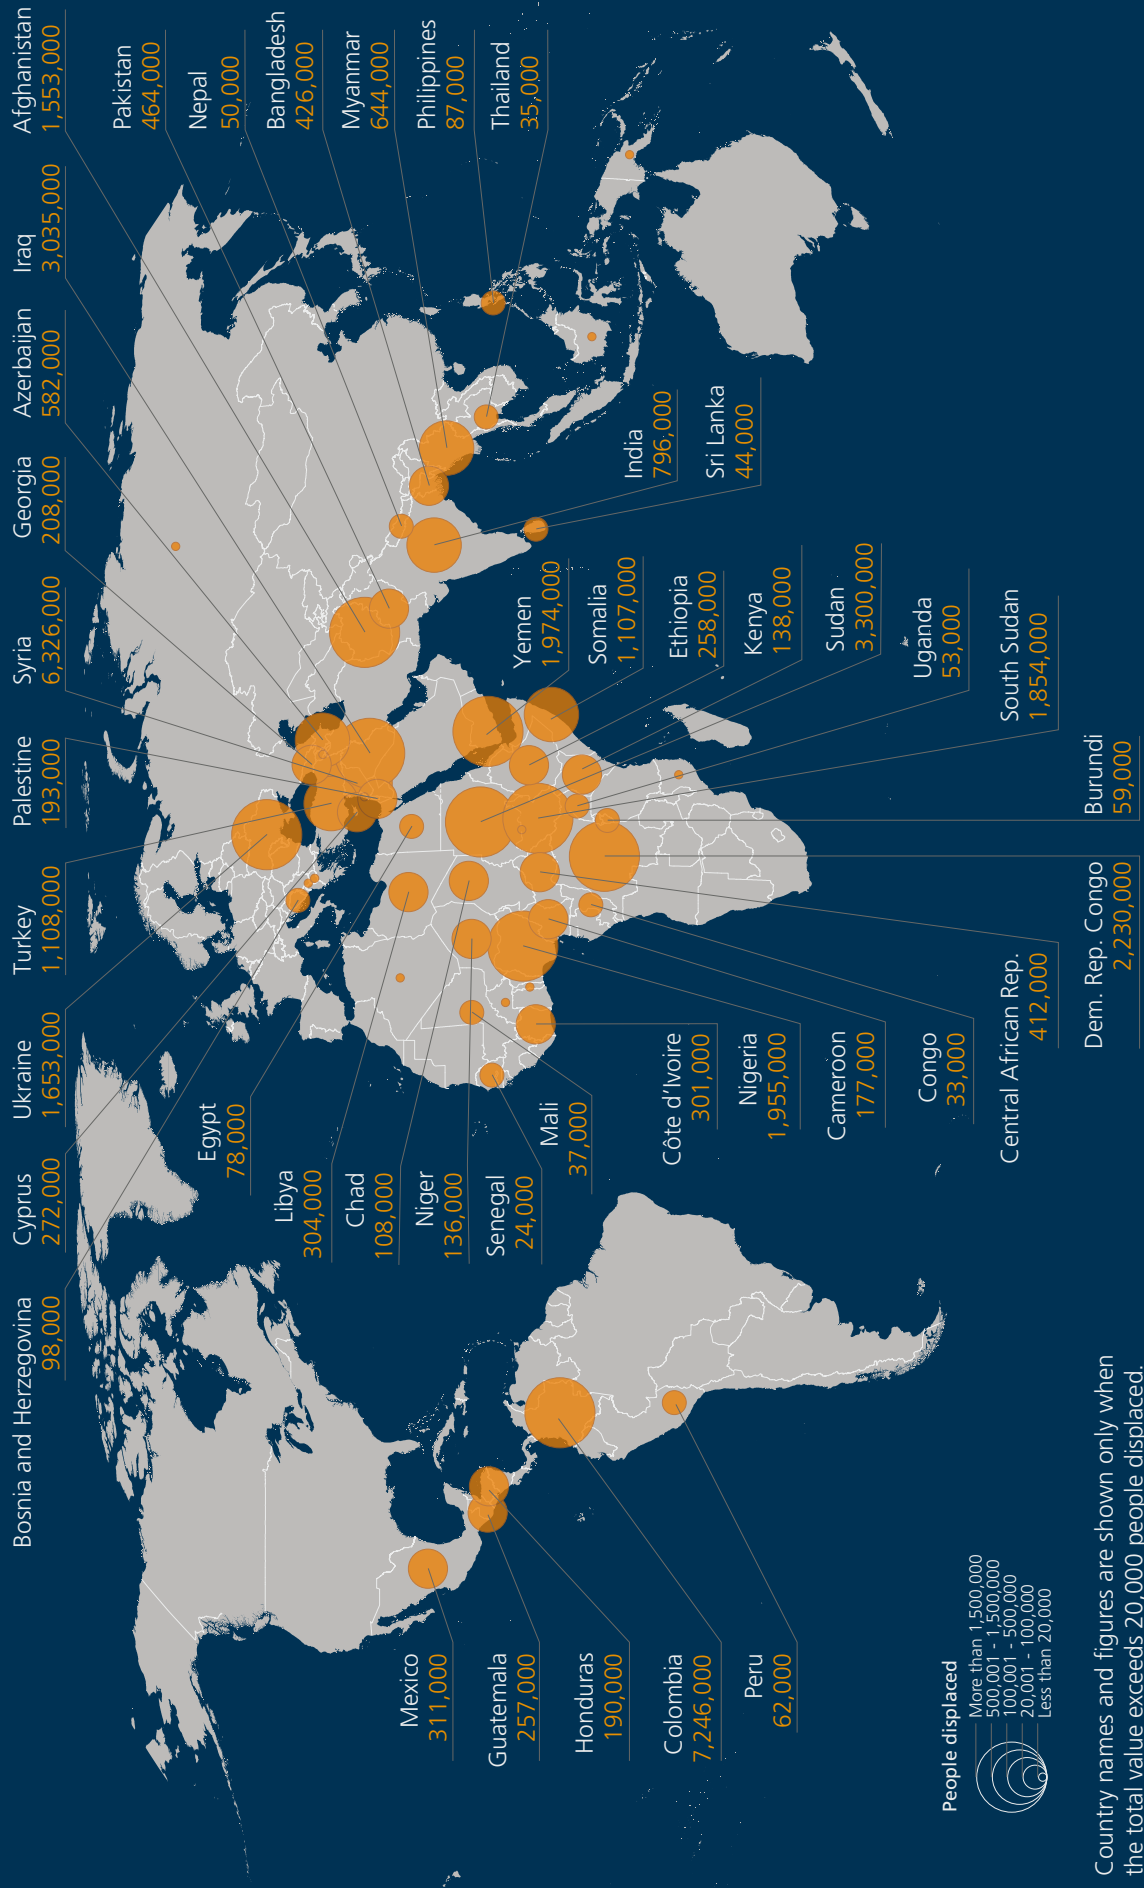 Bosnia and Herzegovina
98,000
Cyprus
272,000
Ukraine
1,653,000
Turkey
1,108,000
Palestine
193,000
Syria
6,326,000
Georgia
208,000
Azerbaijan
582,000
Iraq
3,035,000
Afghanistan
1,553,000
Pakistan
464,000
Nepal
50,000
Bangladesh
426,000
Myanmar
644,000
Philippines
87,000
Thailand
35,000
India
796,000
Sri Lanka
44,000
Egypt
78,000
Libya
304,000
Chad
108,000
Niger
136,000
Senegal
24,000
Mali
37,000
Yemen
1,974,000
Somalia
1,107,000
Ethiopia
258,000
Kenya
138,000
Sudan
3,300,000
Uganda
53,000
South Sudan
1,854,000
Burundi
59,000
Dem. Rep. Congo
2,230,000
Central African Rep.
412,000
Congo
33,000
Cameroon
177,000
Nigeria
1,955,000
Côte d'Ivoire
301,000
Mexico
311,000
Guatemala
257,000
Honduras
190,000
Colombia
7,246,000
Peru
62,000
People displaced
More than 1,500,000
500,001 - 1,500,000
100,001 - 500,000
20,001 - 100,000
Less than 20,000
Country names and figures are shown only when
the total value exceeds 20,000 people displaced.